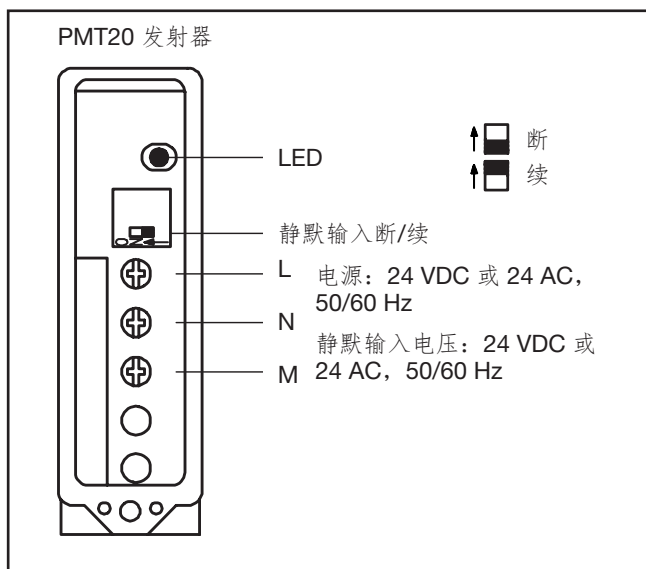 PMT20 发射器
断
LED
续
ON
静默输入断/续
L
电源：24 VDC 或 24 AC，
50/60 Hz
N
静默输入电压：24 VDC 或
M
24 AC，50/60 Hz